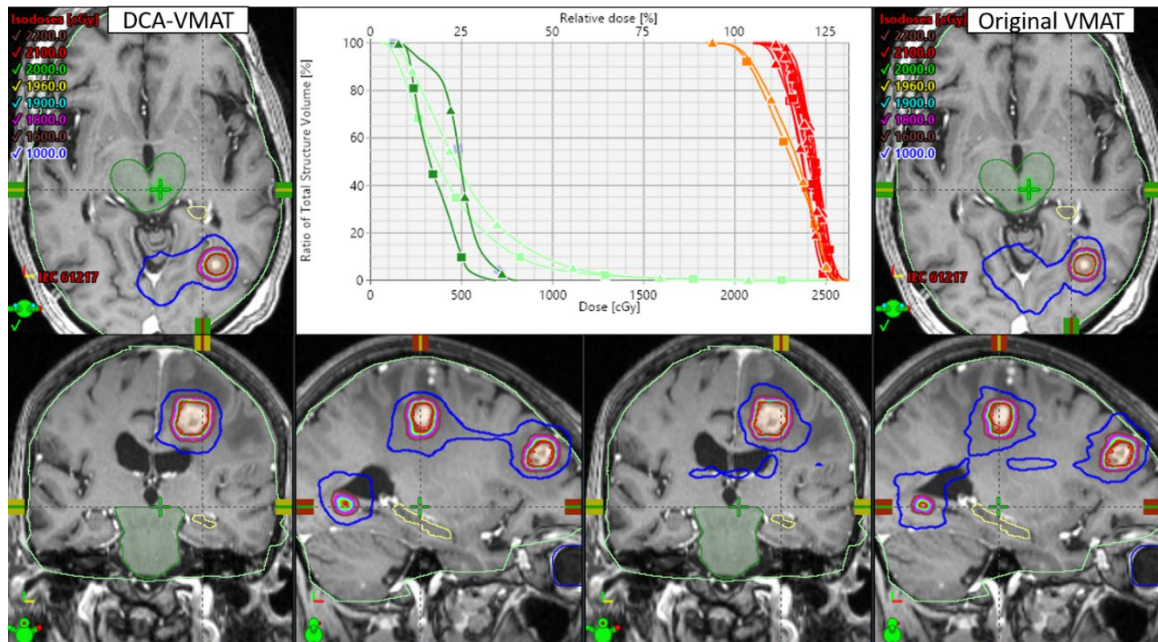 Isodoses [cGy]
DCA-VMAT
✓ 2200.0
✓ 2100.0
✓ 2000.0
✓ 1960.0
✓ 1900.0
✓ 1800.0
✓ 1600.0
✓ 1000.0
IEC 61217
Relative dose [%]
0 25 50 75 100 125
Ratio of Total Structure Volume [%]
100
80
60
40
20
0
0 500 1000 1500 2000 2500
Dose [cGy]
Isodoses [cGy]
Original VMAT
✓ 2200.0
✓ 2100.0
✓ 2000.0
✓ 1960.0
✓ 1900.0
✓ 1800.0
✓ 1600.0
✓ 1000.0
IEC 61217